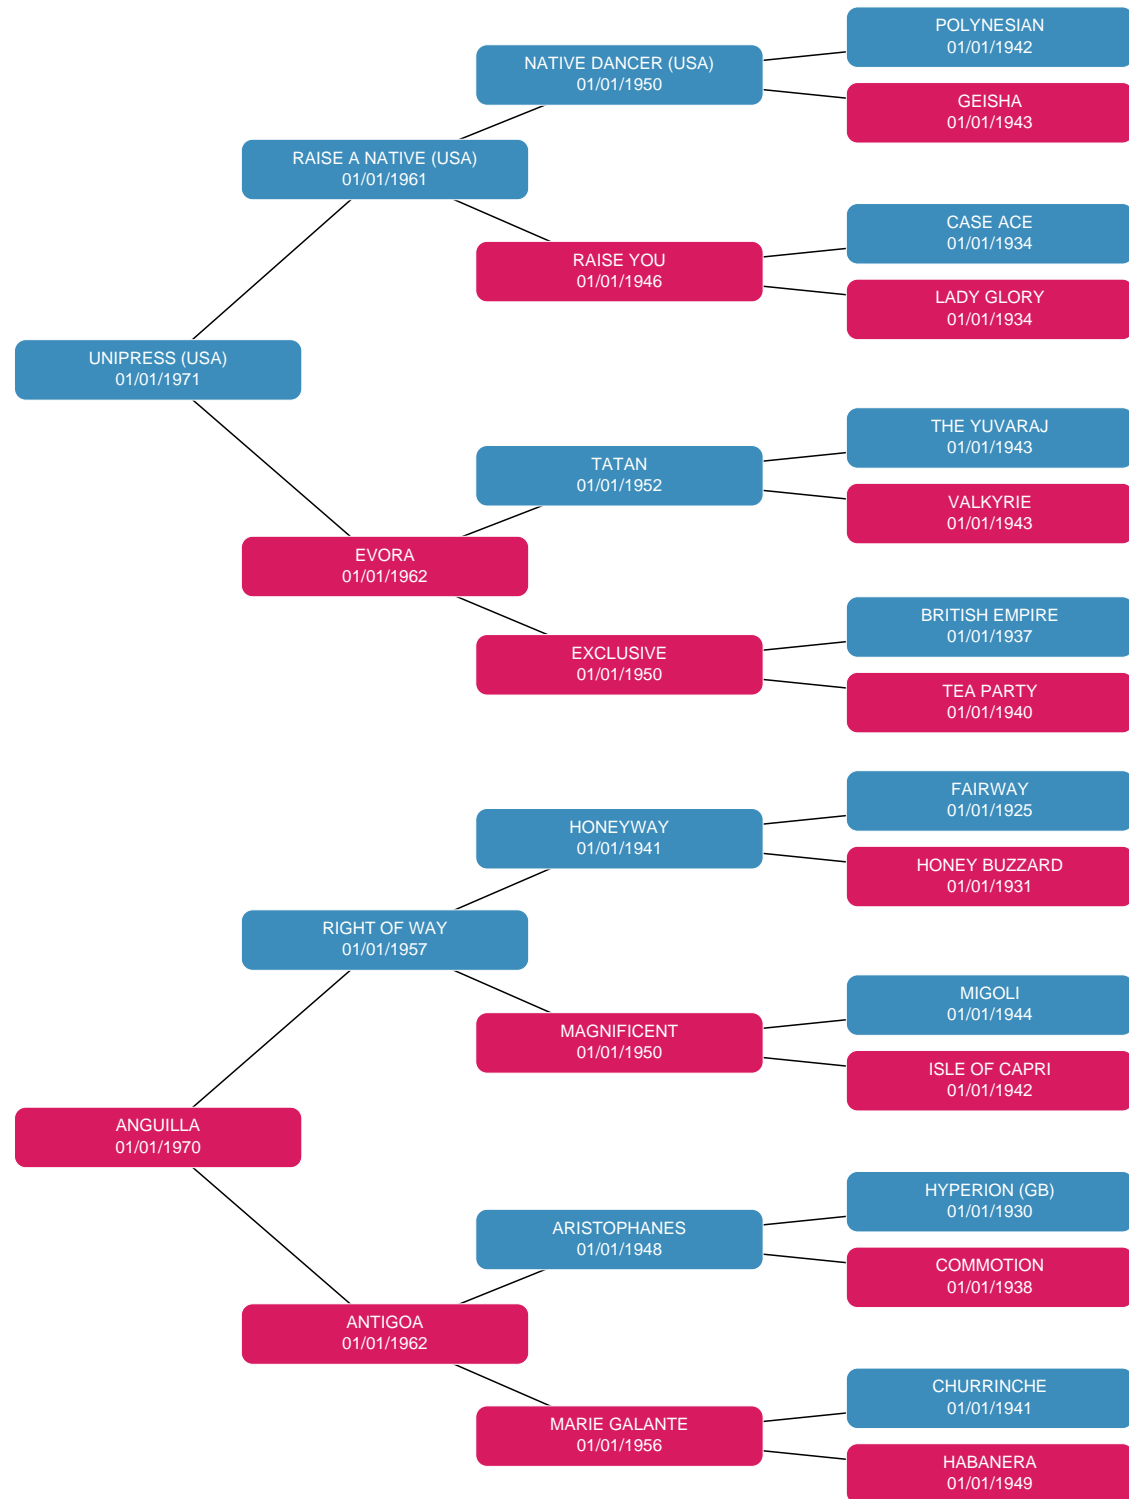 POLYNESIAN
01/01/1942
NATIVE DANCER (USA)
01/01/1950
GEISHA
01/01/1943
RAISE A NATIVE (USA)
01/01/1961
CASE ACE
01/01/1934
RAISE YOU
01/01/1946
LADY GLORY
01/01/1934
UNIPRESS (USA)
01/01/1971
THE YUVARAJ
01/01/1943
TATAN
01/01/1952
VALKYRIE
01/01/1943
EVORA
01/01/1962
BRITISH EMPIRE
01/01/1937
EXCLUSIVE
01/01/1950
TEA PARTY
01/01/1940
FAIRWAY
01/01/1925
HONEYWAY
01/01/1941
HONEY BUZZARD
01/01/1931
RIGHT OF WAY
01/01/1957
MIGOLI
01/01/1944
MAGNIFICENT
01/01/1950
ISLE OF CAPRI
01/01/1942
ANGUILLA
01/01/1970
HYPERION (GB)
01/01/1930
ARISTOPHANES
01/01/1948
COMMOTION
01/01/1938
ANTIGOA
01/01/1962
CHURRINCHE
01/01/1941
MARIE GALANTE
01/01/1956
HABANERA
01/01/1949